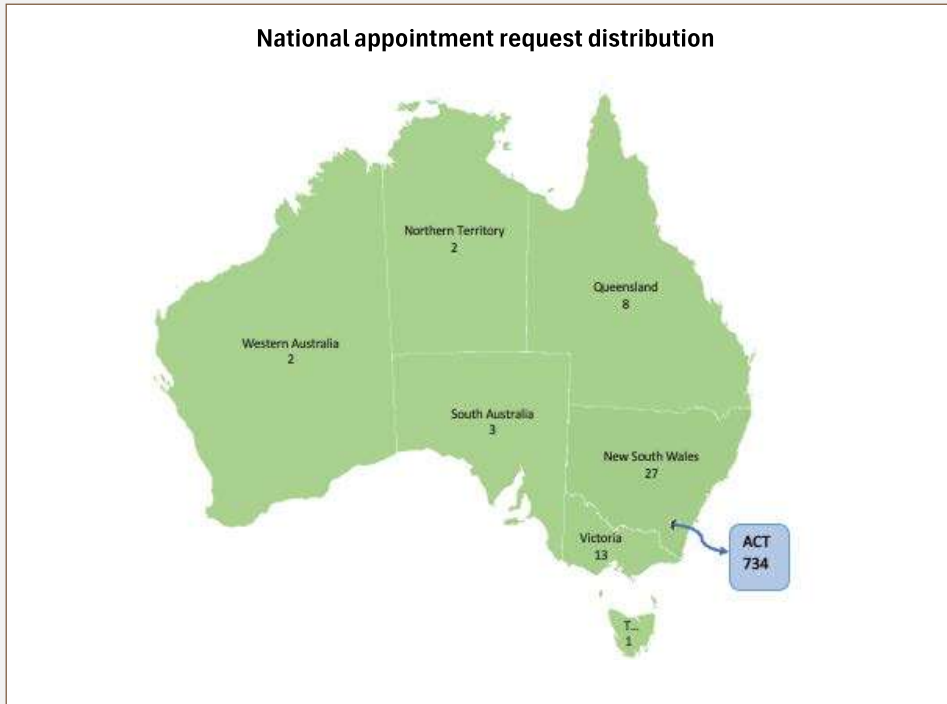 National appointment request distribution
Northern Territory
2
Queensland
8
Western Australia
2
South Australia
3
New South Wales
27
Victoria
13
ACT
734
T...
1